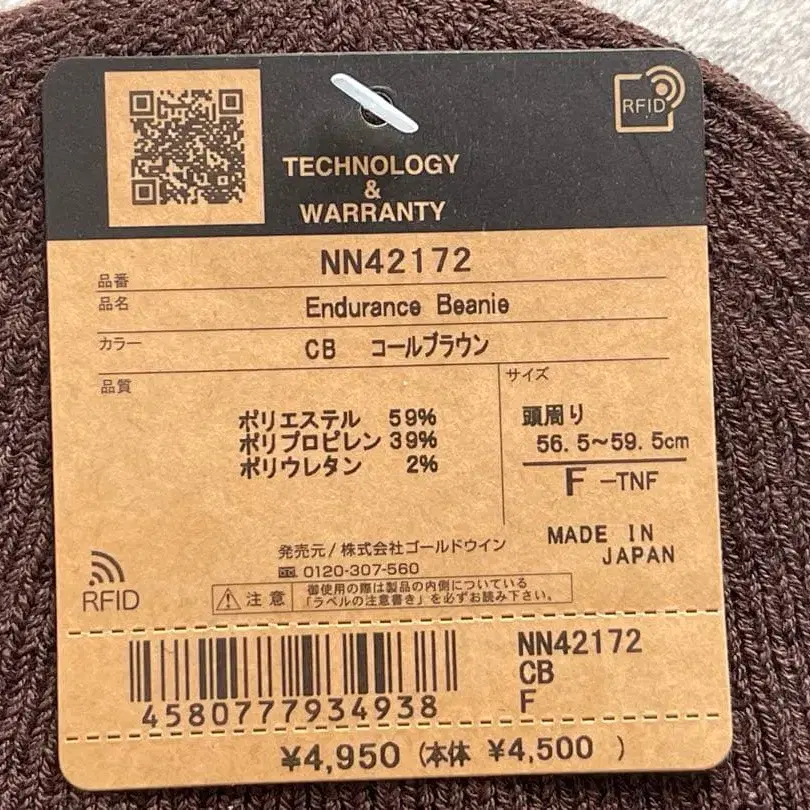 RFID
TECHNOLOGY
&
WARRANTY
品番 NN42172
品名 Endurance Beanie
カラー CB コールブラウン
品質
ポリエステル 59%
ポリプロピレン 39%
ポリウレタン 2%
サイズ
頭周り
56.5~59.5cm
F -TNF
MADE IN
JAPAN
発売元/株式会社ゴールドウイン
0120-307-560
RFID
注意
御使用の際は製品の内側についている
「ラベルの注意書き」を必ずお読み下さい。
4580777934938
NN42172
CB
F
¥4,950 (本体 ¥4,500 )